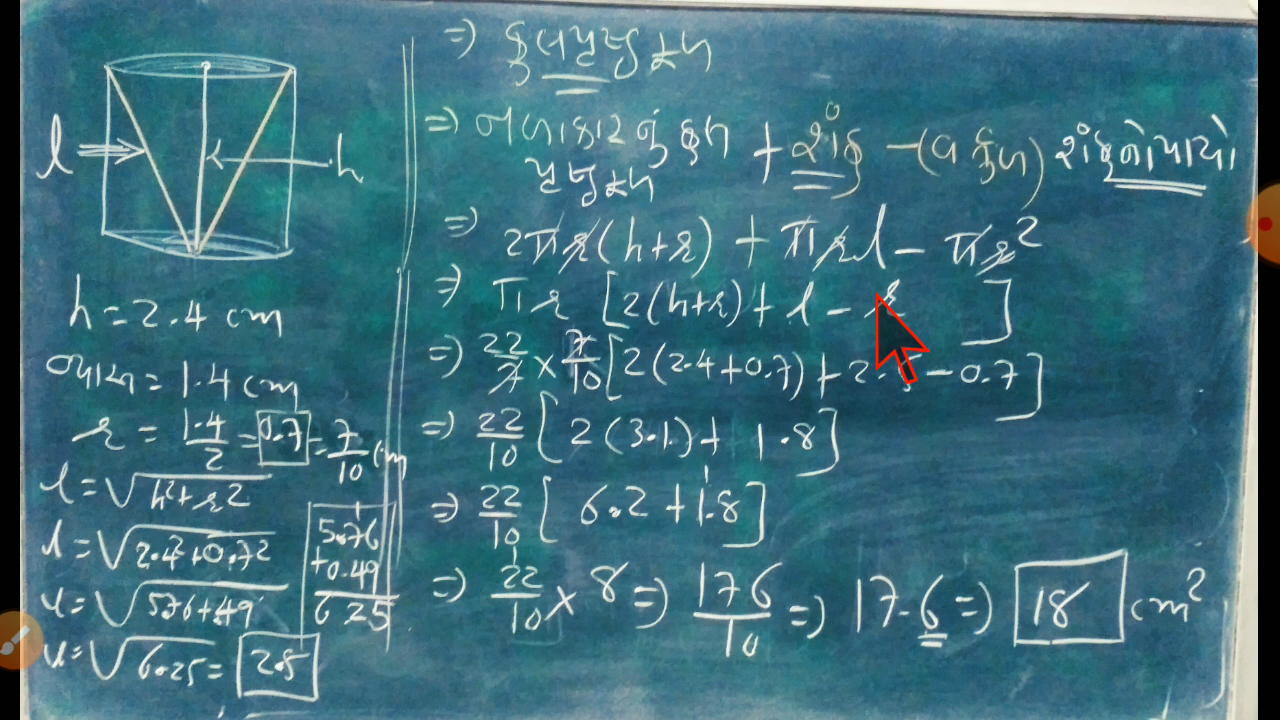 l
h
h = 2.4 cm
વ્યાસ = 1.4 cm
r = 1.4/2 = 0.7 = 7/10 cm
l = √h²+r²
l = √2.4²+0.7²
l = √5.76+.49
l = √6.25 = 2.5
5.76
+0.49
6.25
⇒ કુલપૃષ્ઠફળ
⇒ નળાકારનું કુલ + શંકુ - (વક્રફળ) શંકુનો પાયો
પૃષ્ઠફળ
⇒ 2πr(h+r) + πrl - πr²
⇒ πr [2(h+r) + l - r]
⇒ 22/7 × 7/10 [2(2.4+0.7) + 2.5 - 0.7]
⇒ 22/10 [2(3.1) + 1.8]
⇒ 22/10 [6.2 + 1.8]
⇒ 22/10 × 8 ⇒ 176/10 ⇒ 17.6 ⇒ 18 cm²